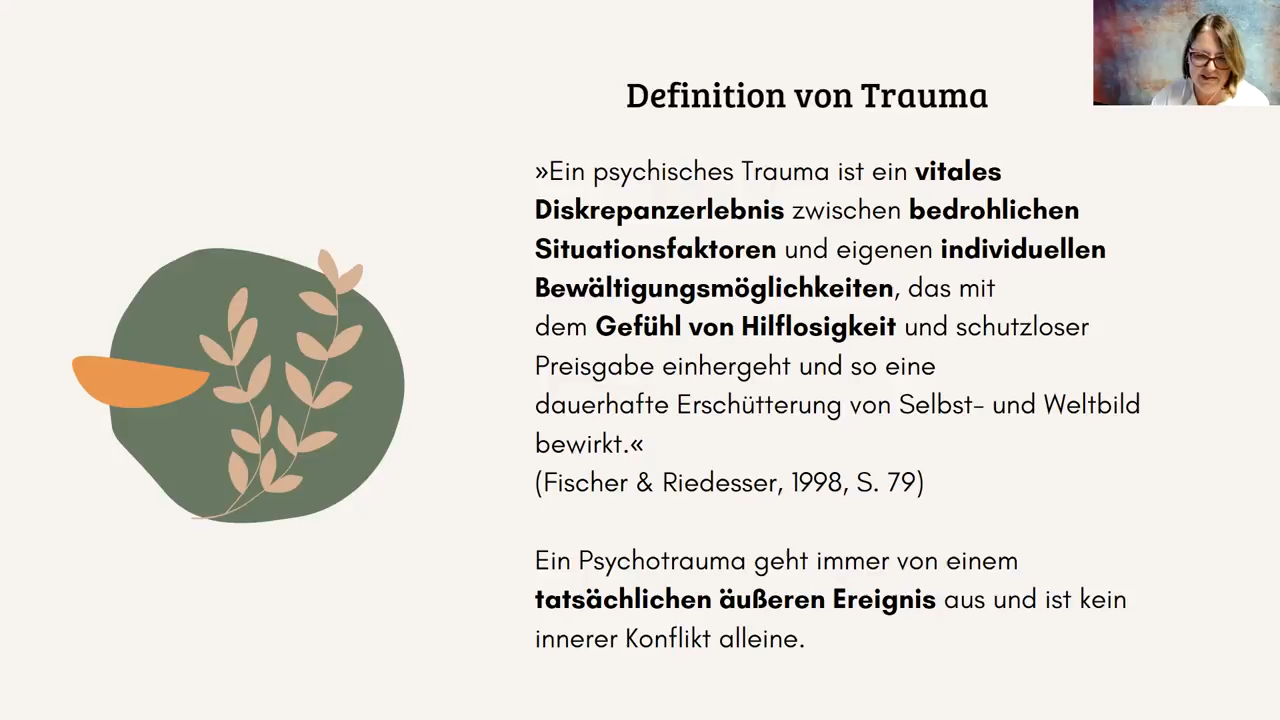 Definition von Trauma
»Ein psychisches Trauma ist ein vitales
Diskrepanzerlebnis zwischen bedrohlichen
Situationsfaktoren und eigenen individuellen
Bewältigungsmöglichkeiten, das mit
dem Gefühl von Hilflosigkeit und schutzloser
Preisgabe einhergeht und so eine
dauerhafte Erschütterung von Selbst- und Weltbild
bewirkt.«
(Fischer & Riedesser, 1998, S. 79)
Ein Psychotrauma geht immer von einem
tatsächlichen äußeren Ereignis aus und ist kein
innerer Konflikt alleine.